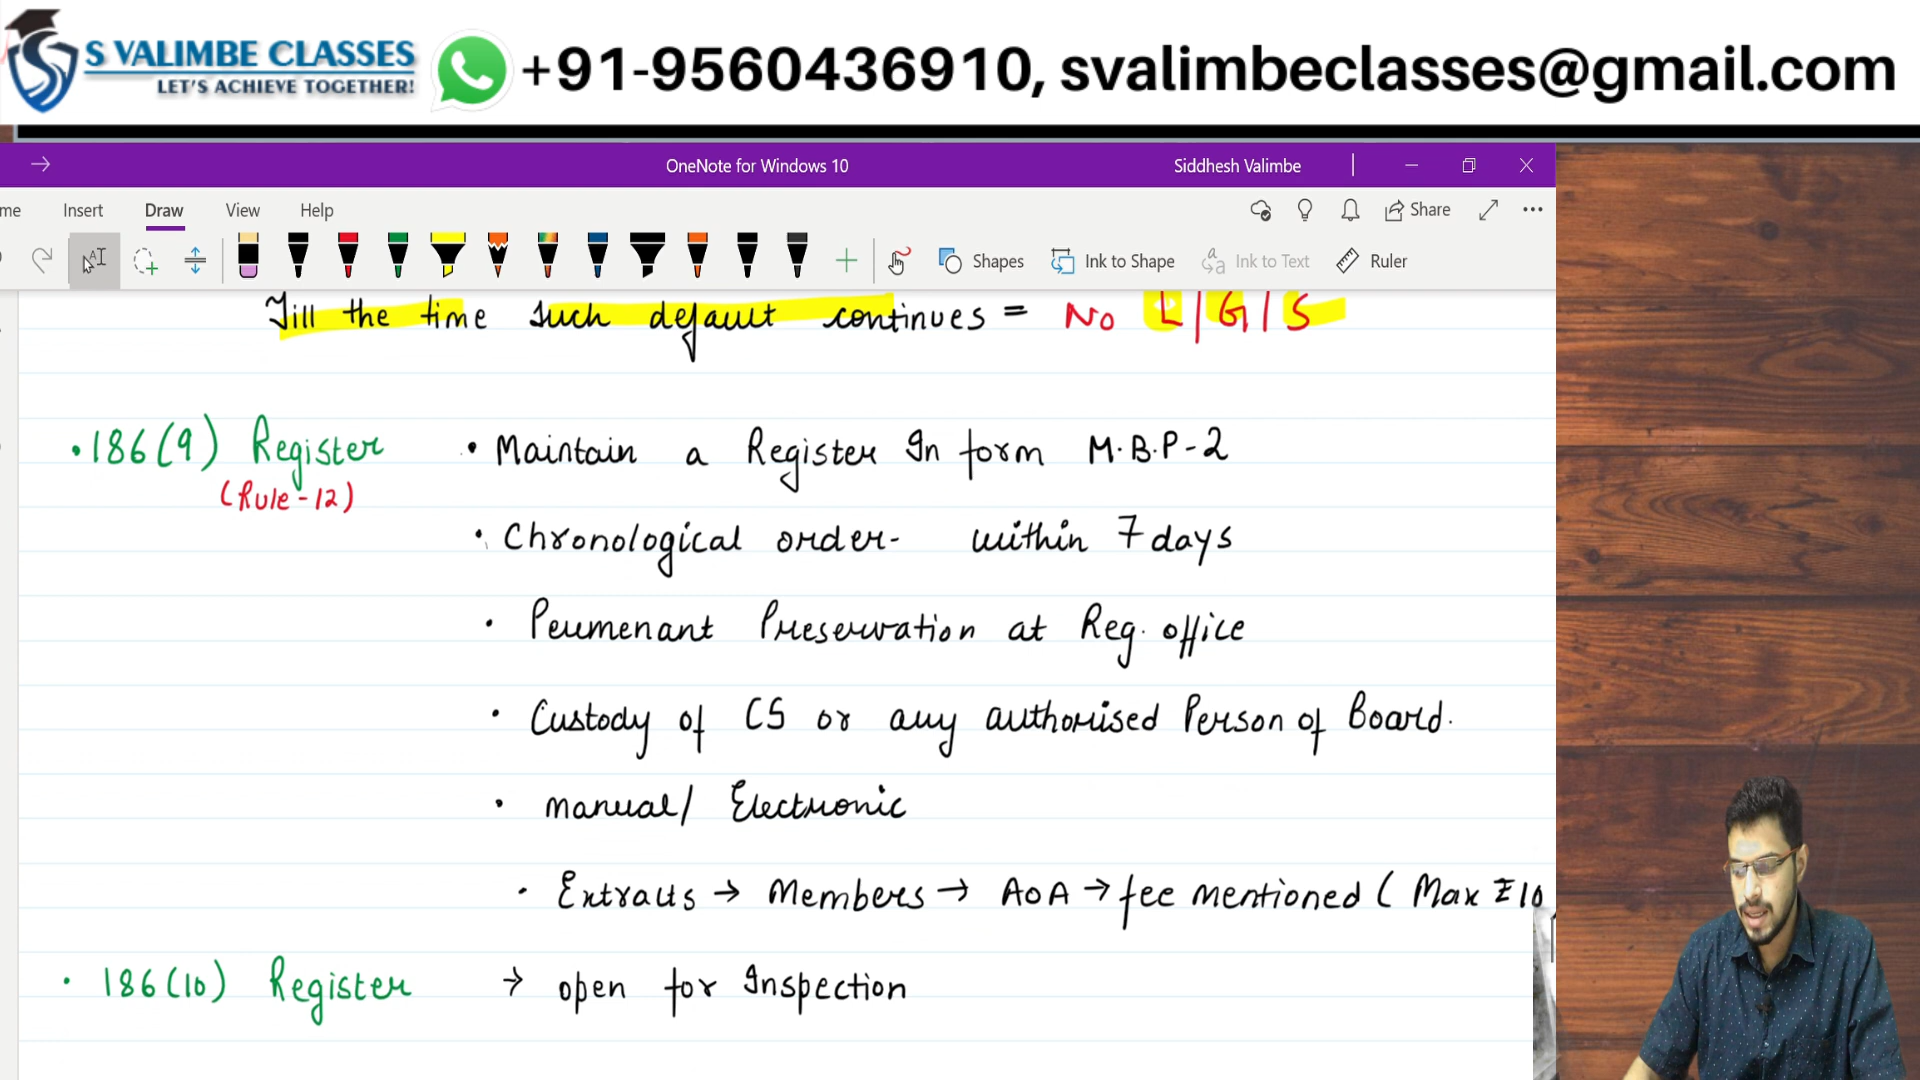 S VALIMBE CLASSES
LET'S ACHIEVE TOGETHER!
+91-9560436910, svalimbeclasses@gmail.com
OneNote for Windows 10
Siddhesh Valimbe
me Insert Draw View Help
Share
Shapes Ink to Shape Ink to Text Ruler
Till the time such default continues = No L/G/S
• 186(9) Register • Maintain a Register In form M.B.P-2
(Rule-12)
• Chronological order- within 7 days
• Peumenant Preservation at Reg. office
• Custody of CS or any authorised Person of Board.
• manual/ Electronic
• Extracts → Members → AoA → fee mentioned ( Max ₹10
• 186(10) Register → open for Inspection